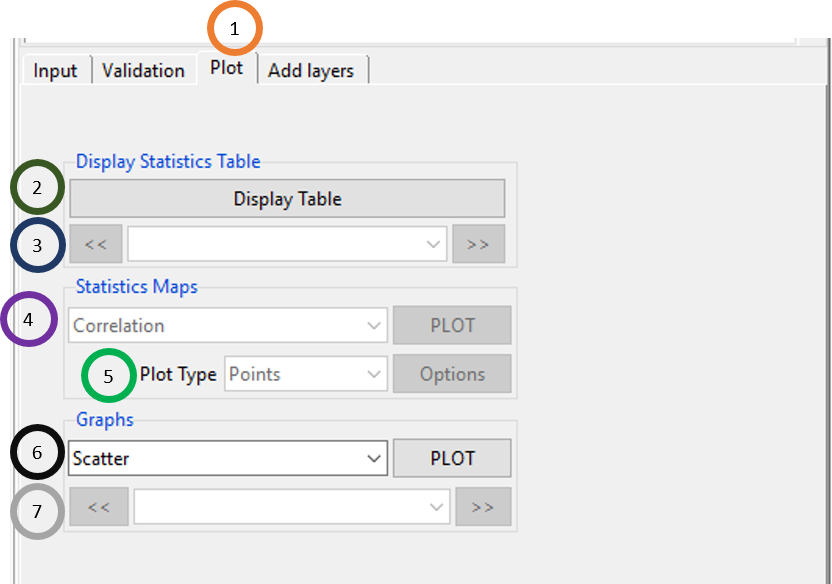 1
Input Validation Plot Add layers
Display Statistics Table
2 Display Table
3 << >>
Statistics Maps
4 Correlation PLOT
5 Plot Type Points Options
Graphs
6 Scatter PLOT
7 << >>